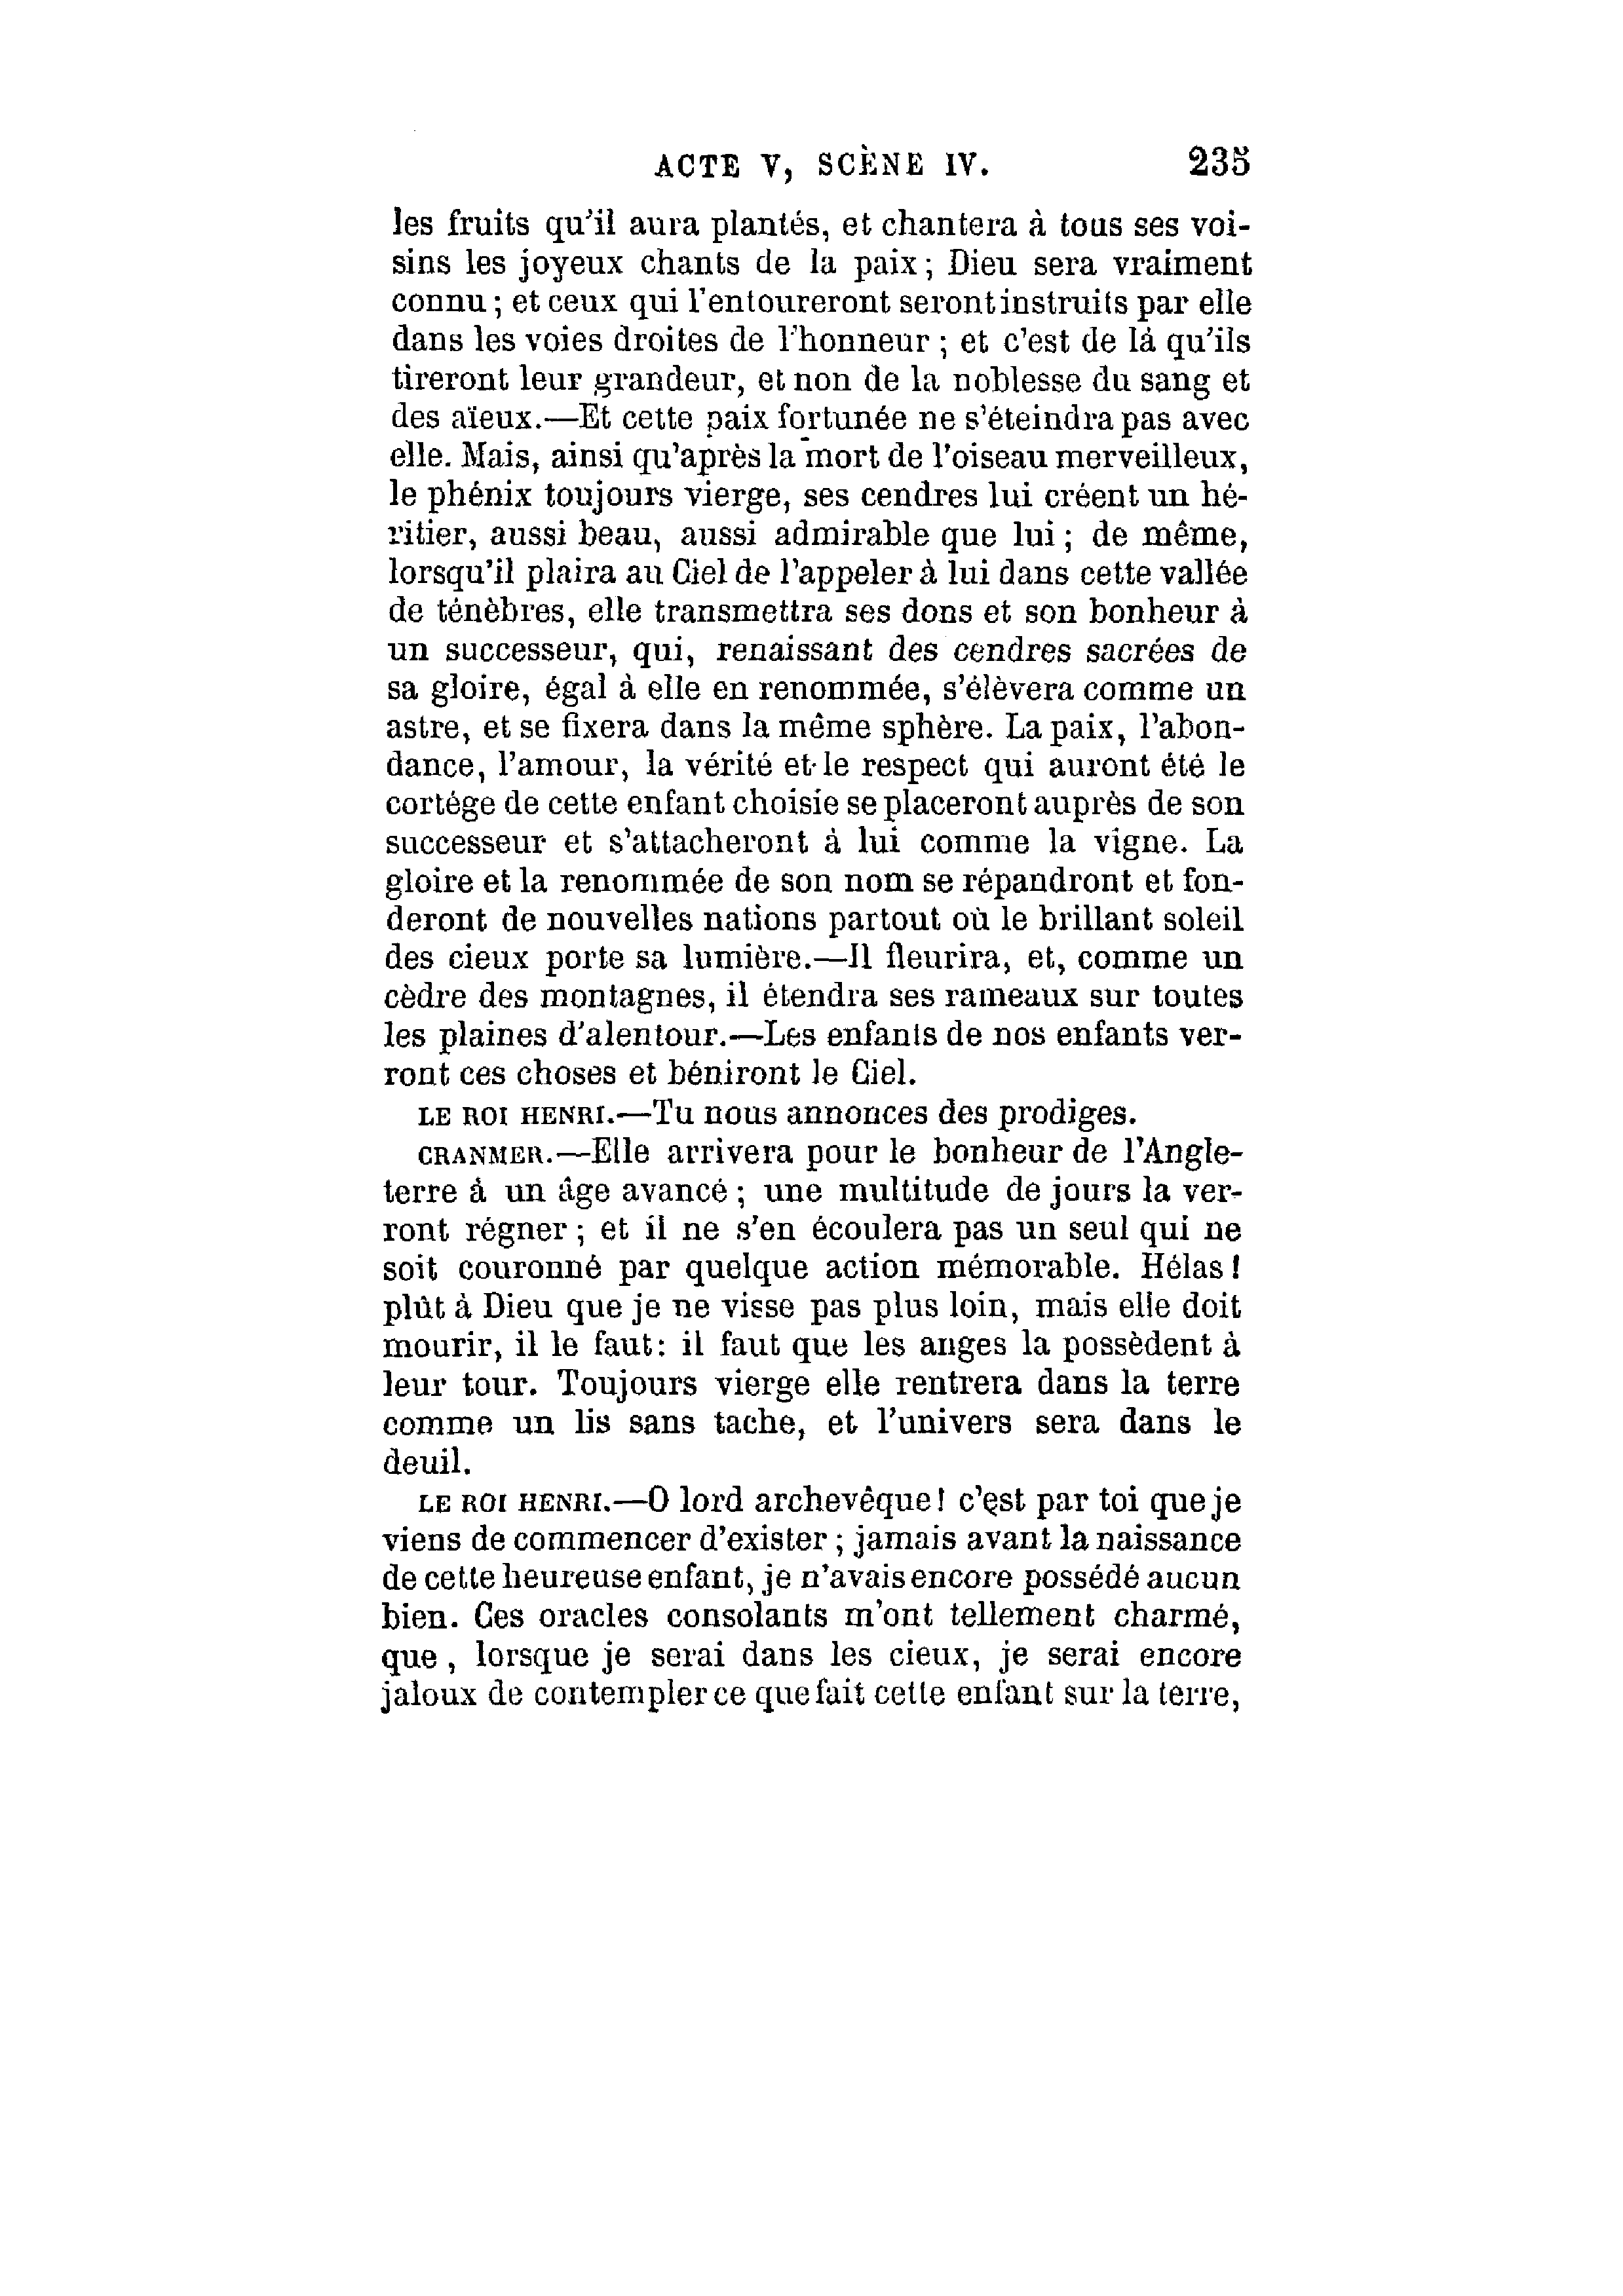 ACTE V, SCÈNE IV. 235
les fruits qu'il aura plantés, et chantera à tous ses voi-
sins les joyeux chants de la paix; Dieu sera vraiment
connu; et ceux qui l'entoureront seront instruits par elle
dans les voies droites de l'honneur; et c'est de là qu'ils
tireront leur grandeur, et non de la noblesse du sang et
des aïeux.—Et cette paix fortunée ne s'éteindra pas avec
elle. Mais, ainsi qu'après la mort de l'oiseau merveilleux,
le phénix toujours vierge, ses cendres lui créent un hé-
ritier, aussi beau, aussi admirable que lui; de même,
lorsqu'il plaira au Ciel de l'appeler à lui dans cette vallée
de ténèbres, elle transmettra ses dons et son bonheur à
un successeur, qui, renaissant des cendres sacrées de
sa gloire, égal à elle en renommée, s'élèvera comme un
astre, et se fixera dans la même sphère. La paix, l'abon-
dance, l'amour, la vérité et le respect qui auront été le
cortége de cette enfant choisie se placeront auprès de son
successeur et s'attacheront à lui comme la vigne. La
gloire et la renommée de son nom se répandront et fon-
deront de nouvelles nations partout où le brillant soleil
des cieux porte sa lumière.—Il fleurira, et, comme un
cèdre des montagnes, il étendra ses rameaux sur toutes
les plaines d'alentour.—Les enfants de nos enfants ver-
ront ces choses et béniront le Ciel.
LE ROI HENRI.—Tu nous annonces des prodiges.
CRANMER.—Elle arrivera pour le bonheur de l'Angle-
terre à un âge avancé; une multitude de jours la ver-
ront régner; et il ne s'en écoulera pas un seul qui ne
soit couronné par quelque action mémorable. Hélas!
plût à Dieu que je ne visse pas plus loin, mais elle doit
mourir, il le faut: il faut que les anges la possèdent à
leur tour. Toujours vierge elle rentrera dans la terre
comme un lis sans tache, et l'univers sera dans le
deuil.
LE ROI HENRI.—O lord archevêque! c'est par toi que je
viens de commencer d'exister; jamais avant la naissance
de cette heureuse enfant, je n'avais encore possédé aucun
bien. Ces oracles consolants m'ont tellement charmé,
que, lorsque je serai dans les cieux, je serai encore
jaloux de contempler ce que fait cette enfant sur la terre,